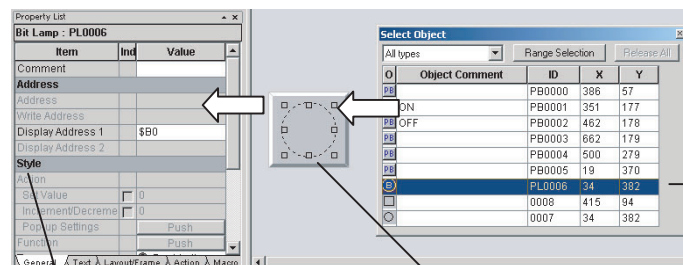 Property List
Bit Lamp : PL0006
Item Ind Value
Comment
Address
Address
Write Address
Display Address 1 $B0
Display Address 2
Style
Action
Set Value 0
Increment/Decreme 0
Popup Settings Push
Function Push
General Text Layout/Frame Action Macro
Select Object
All types Range Selection Release All
O Object Comment ID X Y
PB PB0000 386 57
PB ON PB0001 351 177
PB OFF PB0002 462 178
PB PB0003 662 179
PB PB0004 500 279
PB PB0005 19 370
B PL0006 34 382
0008 415 94
0007 34 382